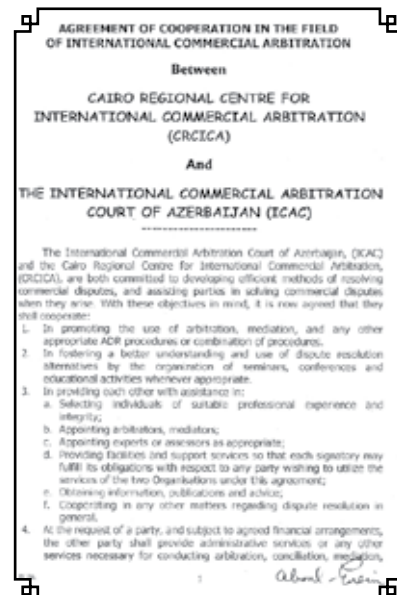 AGREEMENT OF COOPERATION IN THE FIELD
OF INTERNATIONAL COMMERCIAL ARBITRATION
Between
CAIRO REGIONAL CENTRE FOR
INTERNATIONAL COMMERCIAL ARBITRATION
(CRCICA)
And
THE INTERNATIONAL COMMERCIAL ARBITRATION
COURT OF AZERBAIJAN (ICAC)
-----------------------
The International Commercial Arbitration Court of Azerbaijan, (ICAC)
and the Cairo Regional Centre for International Commercial Arbitration,
(CRCICA), are both committed to developing efficient methods of resolving
commercial disputes, and assisting parties in solving commercial disputes
when they arise. With these objectives in mind, it is now agreed that they
shall cooperate:
1. In promoting the use of arbitration, mediation, and any other
appropriate ADR procedures or combination of procedures.
2. In fostering a better understanding and use of dispute resolution
alternatives by the organization of seminars, conferences and
educational activities whenever appropriate.
3. In providing each other with assistance in:
a. Selecting individuals of suitable professional experience and
integrity;
b. Appointing arbitrators, mediators;
c. Appointing experts or assessors as appropriate;
d. Providing facilities and support services so that each signatory may
fulfill its obligations with respect to any party wishing to utilize the
services of the two Organisations under this agreement;
e. Obtaining information, publications and advice;
f. Cooperating in any other matters regarding dispute resolution in
general.
4. At the request of a party, and subject to agreed financial arrangements,
the other party shall provide administrative services or any other
services necessary for conducting arbitration, conciliation, mediation,
1